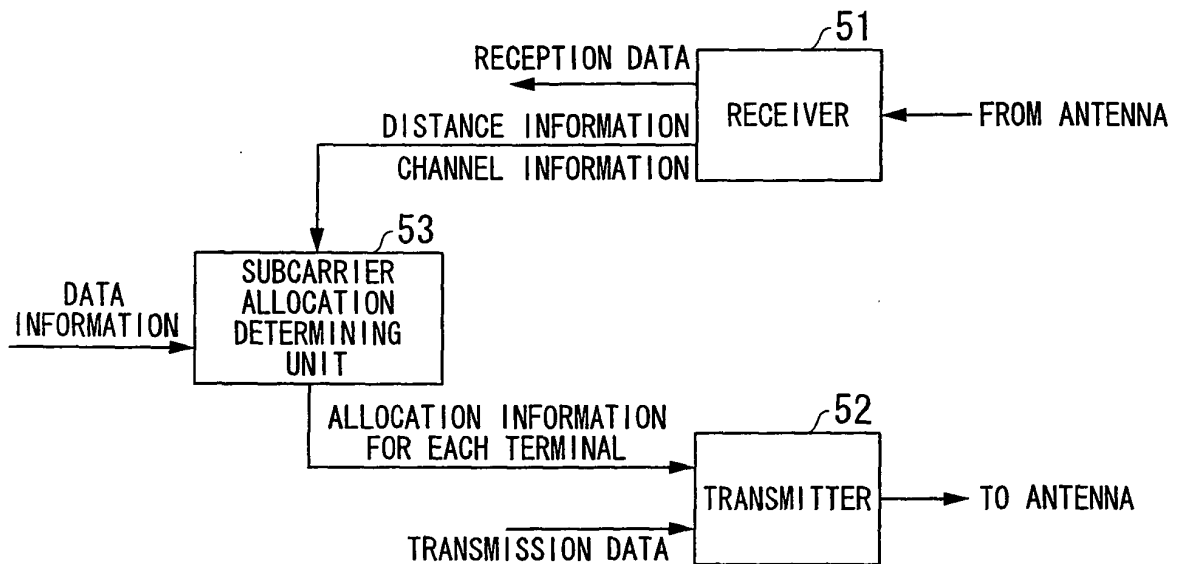 51
RECEPTION DATA
RECEIVER
FROM ANTENNA
DISTANCE INFORMATION
CHANNEL INFORMATION
53
SUBCARRIER
ALLOCATION
DETERMINING
UNIT
DATA
INFORMATION
ALLOCATION INFORMATION
FOR EACH TERMINAL
52
TRANSMITTER
TO ANTENNA
TRANSMISSION DATA